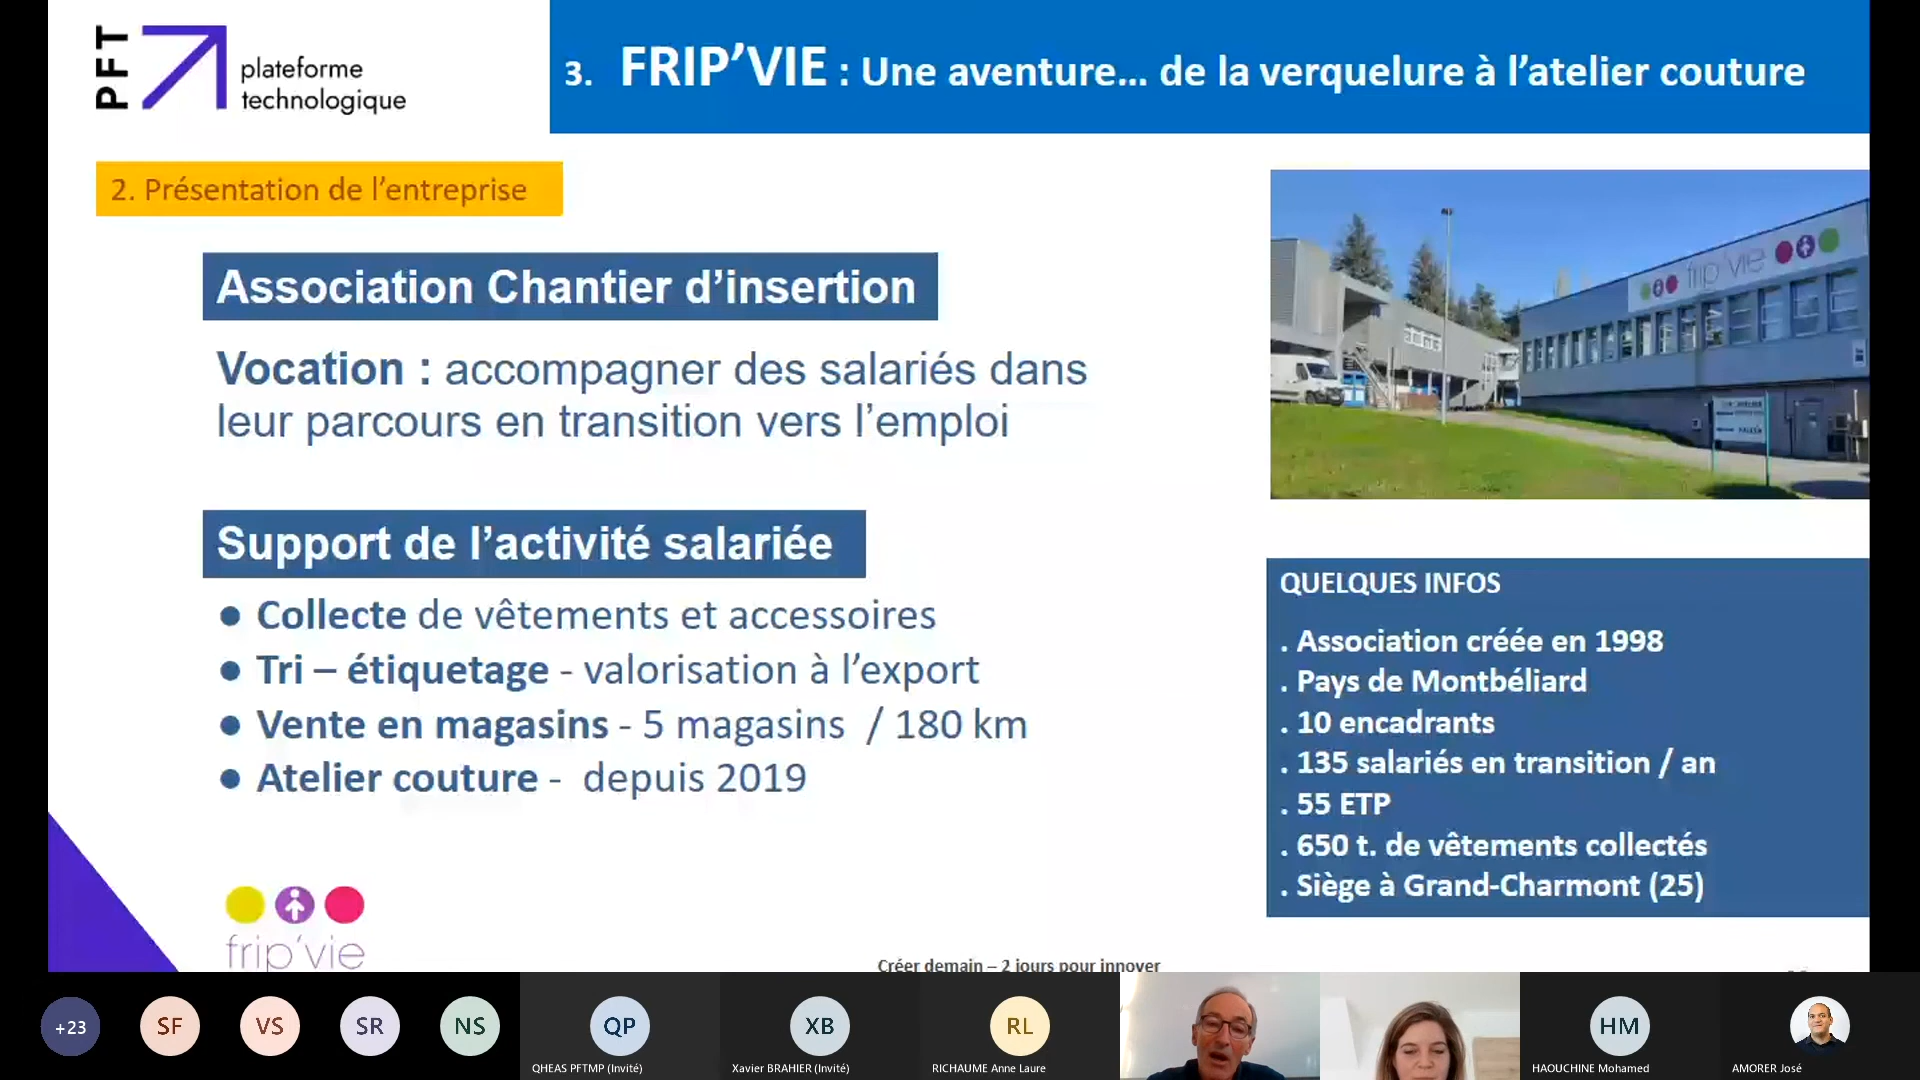 PFT
plateforme
technologique
3. FRIP’VIE : Une aventure... de la verquelure à l’atelier couture
2. Présentation de l’entreprise
Association Chantier d’insertion
Vocation : accompagner des salariés dans
leur parcours en transition vers l’emploi
Support de l’activité salariée
● Collecte de vêtements et accessoires
● Tri – étiquetage - valorisation à l’export
● Vente en magasins - 5 magasins / 180 km
● Atelier couture - depuis 2019
frip’vie
frip’vie
QUELQUES INFOS
. Association créée en 1998
. Pays de Montbéliard
. 10 encadrants
. 135 salariés en transition / an
. 55 ETP
. 650 t. de vêtements collectés
. Siège à Grand-Charmont (25)
Créer demain – 2 jours pour innover
+23
SF
VS
SR
NS
QP
QHEAS PFTMP (Invité)
XB
Xavier BRAHIER (Invité)
RL
RICHAUME Anne Laure
HM
HAOUCHINE Mohamed
AMORER José